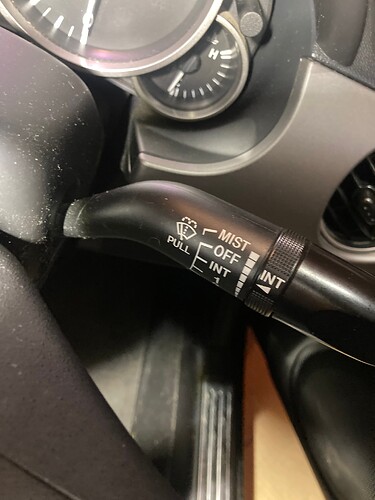 H
MIST
PULL OFF
INT INT
1